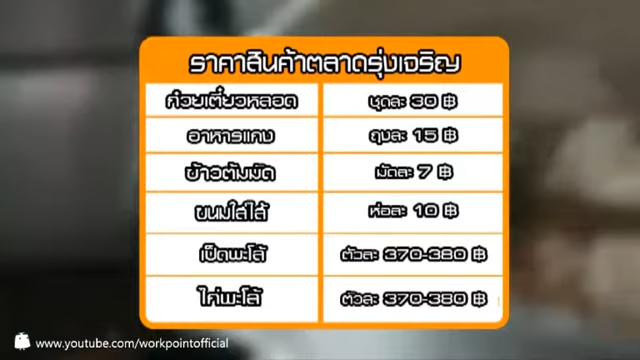 ราคาสินค้าตลาดรุ่งเจริญ
ก๋วยเตี๋ยวหลอด ชุดละ 30 ฿
อาหารแกง ถุงละ 15 ฿
ข้าวต้มมัด มัดละ 7 ฿
ขนมใส่ไส้ ห่อละ 10 ฿
เป็ดพะโล้ ตัวละ 370-380 ฿
ไก่พะโล้ ตัวละ 370-380 ฿
www.youtube.com/workpointofficial